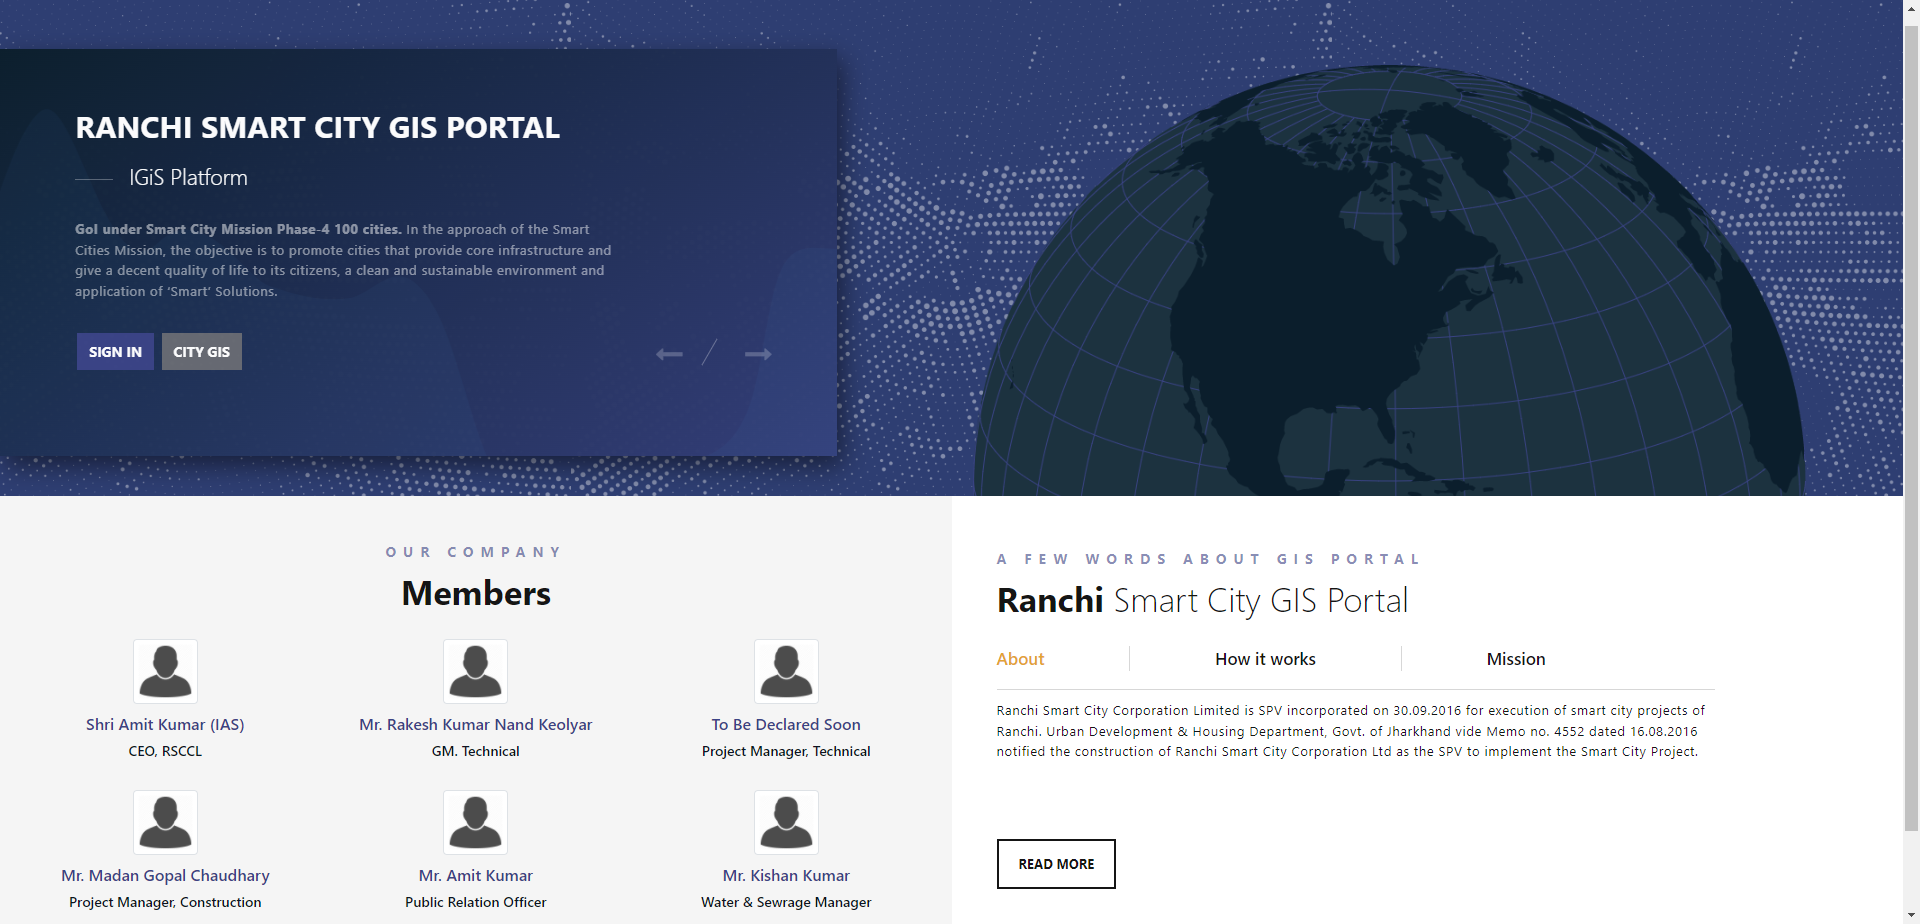 RANCHI SMART CITY GIS PORTAL
IGiS Platform
GoI under Smart City Mission Phase-4 100 cities. In the approach of the Smart
Cities Mission, the objective is to promote cities that provide core infrastructure and
give a decent quality of life to its citizens, a clean and sustainable environment and
application of ‘Smart’ Solutions.
SIGN IN
CITY GIS
OUR COMPANY
Members
Shri Amit Kumar (IAS)
CEO, RSCCL
Mr. Rakesh Kumar Nand Keolyar
GM. Technical
To Be Declared Soon
Project Manager, Technical
Mr. Madan Gopal Chaudhary
Project Manager, Construction
Mr. Amit Kumar
Public Relation Officer
Mr. Kishan Kumar
Water & Sewrage Manager
A FEW WORDS ABOUT GIS PORTAL
Ranchi Smart City GIS Portal
About
How it works
Mission
Ranchi Smart City Corporation Limited is SPV incorporated on 30.09.2016 for execution of smart city projects of
Ranchi. Urban Development & Housing Department, Govt. of Jharkhand vide Memo no. 4552 dated 16.08.2016
notified the construction of Ranchi Smart City Corporation Ltd as the SPV to implement the Smart City Project.
READ MORE